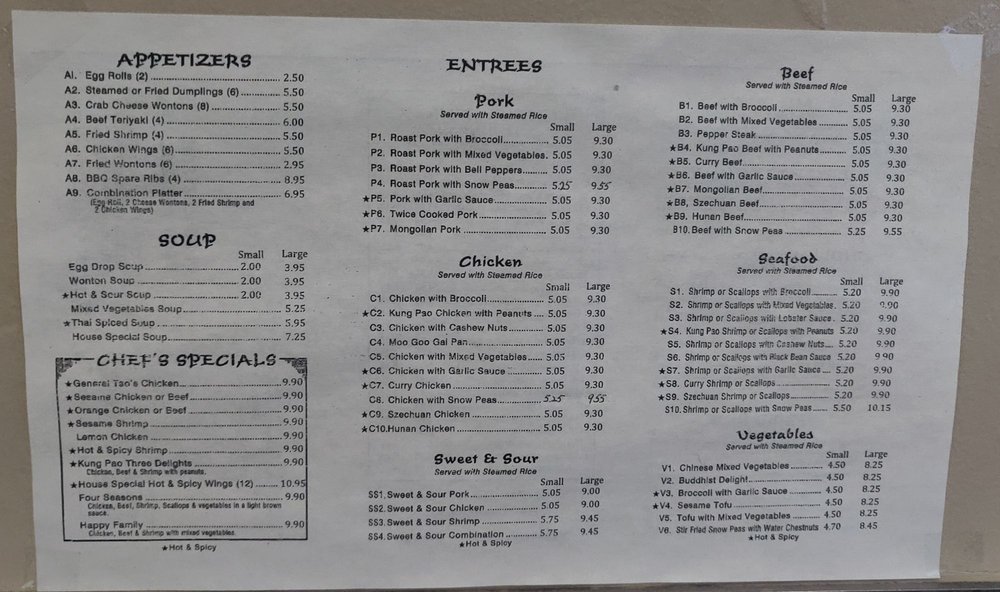 APPETIZERS
A1. Egg Rolls (2) 2.50
A2. Steamed or Fried Dumplings (6) 5.50
A3. Crab Cheese Wontons (8) 5.50
A4. Beef Teriyaki (4) 6.00
A5. Fried Shrimp (4) 5.50
A6. Chicken Wings (6) 5.50
A7. Fried Wontons (6) 2.95
A8. BBQ Spare Ribs (4) 8.95
A9. Combination Platter 6.95
(Egg Roll, 2 Cheese Wontons, 2 Fried Shrimp and
2 Chicken Wings)
SOUP
Small Large
Egg Drop Soup 2.00 3.95
Wonton Soup 2.00 3.95
★Hot & Sour Soup 2.00 3.95
Mixed Vegetables Soup 5.25
★Thai Spiced Soup 5.95
House Special Soup 7.25
CHEF'S SPECIALS
★General Tao's Chicken 9.90
★Sesame Chicken or Beef 9.90
★Orange Chicken or Beef 9.90
★Sesame Shrimp 9.90
Lemon Chicken 9.90
★Hot & Spicy Shrimp 9.90
★Kung Pao Three Delights 9.90
Chicken, Beef & Shrimp with peanuts.
★House Special Hot & Spicy Wings (12) 10.95
Four Seasons 9.90
Chicken, Beef, Shrimp, Scallops & vegetables in a light brown
sauce.
Happy Family 9.90
Chicken, Beef & Shrimp with mixed vegetables
★Hot & Spicy
ENTREES
Pork
Served with Steamed Rice
Small Large
P1. Roast Pork with Broccoli 5.05 9.30
P2. Roast Pork with Mixed Vegetables. 5.05 9.30
P3. Roast Pork with Bell Peppers 5.05 9.30
P4. Roast Pork with Snow Peas 5.25 9.55
★P5. Pork with Garlic Sauce 5.05 9.30
★P6. Twice Cooked Pork 5.05 9.30
★P7. Mongolian Pork 5.05 9.30
Chicken
Served with Steamed Rice
Small Large
C1. Chicken with Broccoli 5.05 9.30
★C2. Kung Pao Chicken with Peanuts 5.05 9.30
C3. Chicken with Cashew Nuts 5.05 9.30
C4. Moo Goo Gai Pan 5.05 9.30
C5. Chicken with Mixed Vegetables 5.05 9.30
★C6. Chicken with Garlic Sauce 5.05 9.30
★C7. Curry Chicken 5.05 9.30
C8. Chicken with Snow Peas 5.25 9.55
★C9. Szechuan Chicken 5.05 9.30
★C10. Hunan Chicken 5.05 9.30
Sweet & Sour
Served with Steamed Rice
Small Large
SS1. Sweet & Sour Pork 5.05 9.00
SS2. Sweet & Sour Chicken 5.05 9.00
SS3. Sweet & Sour Shrimp 5.75 9.45
SS4. Sweet & Sour Combination 5.75 9.45
★Hot & Spicy
Beef
Served with Steamed Rice
Small Large
B1. Beef with Broccoli 5.05 9.30
B2. Beef with Mixed Vegetables 5.05 9.30
B3. Pepper Steak 5.05 9.30
★B4. Kung Pao Beef with Peanuts 5.05 9.30
★B5. Curry Beef 5.05 9.30
★B6. Beef with Garlic Sauce 5.05 9.30
★B7. Mongolian Beef 5.05 9.30
★B8, Szechuan Beef 5.05 9.30
★B9. Hunan Beef 5.05 9.30
B10. Beef with Snow Peas 5.25 9.55
Seafood
Served with Steamed Rice
Small Large
S1. Shrimp or Scallops with Broccoli 5.20 9.90
S2. Shrimp or Scallops with Mixed Vegetables. 5.20 9.90
S3. Shrimp or Scallops with Lobster Sauce. 5.20 9.90
★S4. Kung Pao Shrimp or Scallops with Peanuts 5.20 9.90
S5. Shrimp or Scallops with Cashew Nuts 5.20 9.90
S6. Shrimp or Scallops with Black Bean Sauce 5.20 9.90
★S7. Shrimp or Scallops with Garlic Sauce 5.20 9.90
★S8. Curry Shrimp or Scallops 5.20 9.90
★S9. Szechuan Shrimp or Scallops 5.20 9.90
S10. Shrimp or Scallops with Snow Peas 5.50 10.15
Vegetables
Served with Steamed Rice
Small Large
V1. Chinese Mixed Vegetables 4.50 8.25
V2. Buddhist Delight 4.50 8.25
★V3. Broccoli with Garlic Sauce 4.50 8.25
★V4. Sesame Tofu 4.50 8.25
V5. Tofu with Mixed Vegetables 4.50 8.25
V6. Stir Fried Snow Peas with Water Chestnuts 4.70 8.45
★Hot & Spicy